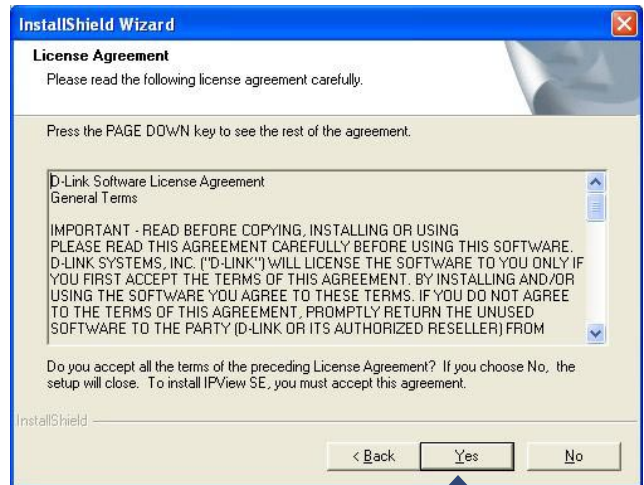 InstallShield Wizard
License Agreement
Please read the following license agreement carefully.
Press the PAGE DOWN key to see the rest of the agreement.
D-Link Software License Agreement
General Terms
IMPORTANT - READ BEFORE COPYING, INSTALLING OR USING
PLEASE READ THIS AGREEMENT CAREFULLY BEFORE USING THIS SOFTWARE.
D-LINK SYSTEMS, INC. ("D-LINK") WILL LICENSE THE SOFTWARE TO YOU ONLY IF
YOU FIRST ACCEPT THE TERMS OF THIS AGREEMENT. BY INSTALLING AND/OR
USING THE SOFTWARE YOU AGREE TO THESE TERMS. IF YOU DO NOT AGREE
TO THE TERMS OF THIS AGREEMENT, PROMPTLY RETURN THE UNUSED
SOFTWARE TO THE PARTY (D-LINK OR ITS AUTHORIZED RESELLER) FROM
Do you accept all the terms of the preceding License Agreement? If you choose No, the
setup will close. To install IPView SE, you must accept this agreement.
InstallShield
< Back Yes No